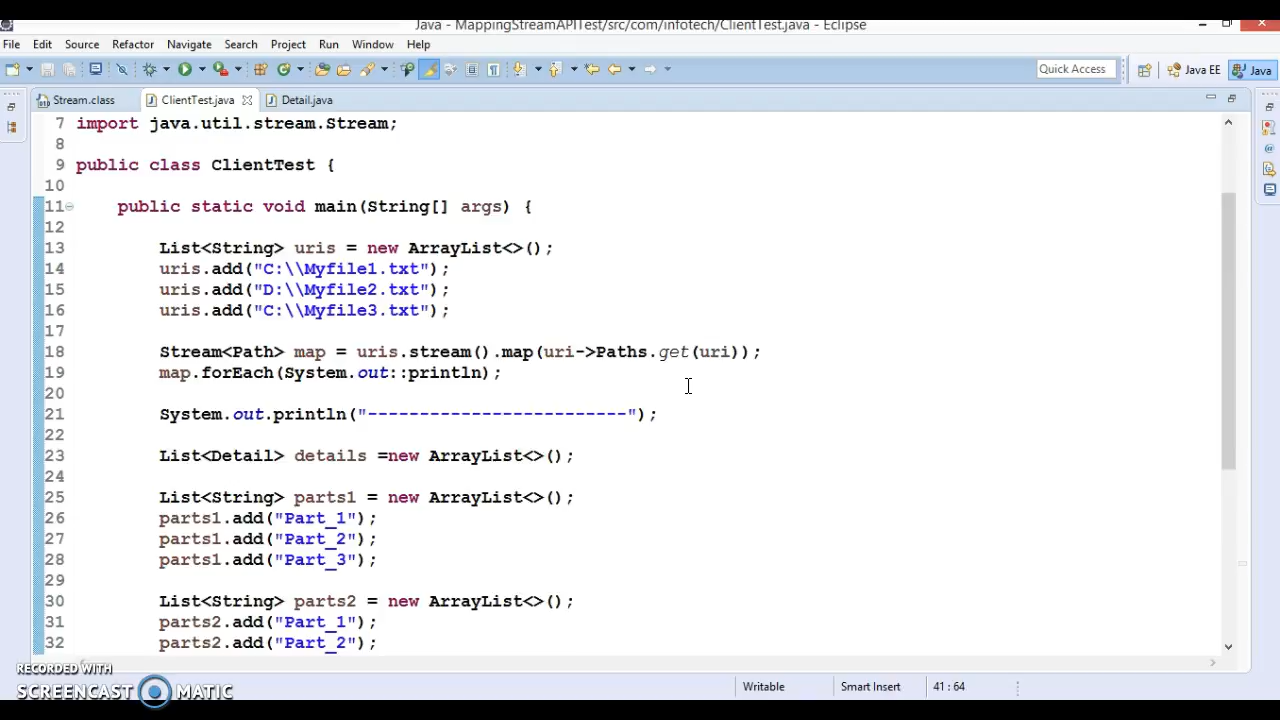 Java - MappingStreamAPITest/src/com/infotech/ClientTest.java - Eclipse
File Edit Source Refactor Navigate Search Project Run Window Help
Quick Access Java EE Java
Stream.class ClientTest.java Detail.java
7 import java.util.stream.Stream;
8
9 public class ClientTest {
10
11 public static void main(String[] args) {
12
13 List<String> uris = new ArrayList<>();
14 uris.add("C:\\Myfile1.txt");
15 uris.add("D:\\Myfile2.txt");
16 uris.add("C:\\Myfile3.txt");
17
18 Stream<Path> map = uris.stream().map(uri->Paths.get(uri));
19 map.forEach(System.out::println);
20
21 System.out.println("-------------------------");
22
23 List<Detail> details =new ArrayList<>();
24
25 List<String> parts1 = new ArrayList<>();
26 parts1.add("Part_1");
27 parts1.add("Part_2");
28 parts1.add("Part_3");
29
30 List<String> parts2 = new ArrayList<>();
31 parts2.add("Part_1");
32 parts2.add("Part_2");
RECORDED WITH
SCREENCAST MATIC
Writable Smart Insert 41 : 64